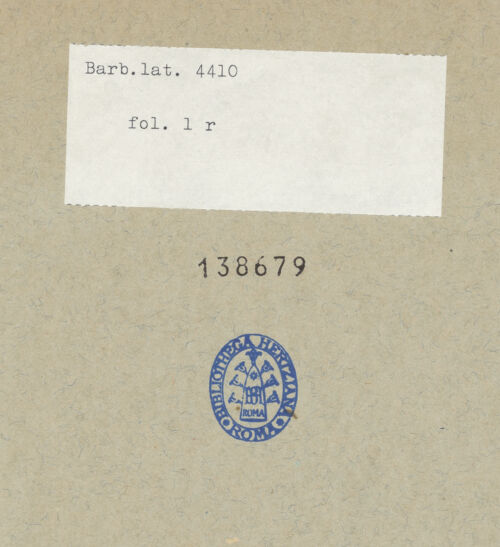 Barb.lat. 4410
fol. 1 r
138679
BIBLIOTHECA HERTZIANA
ROMA
ROMA